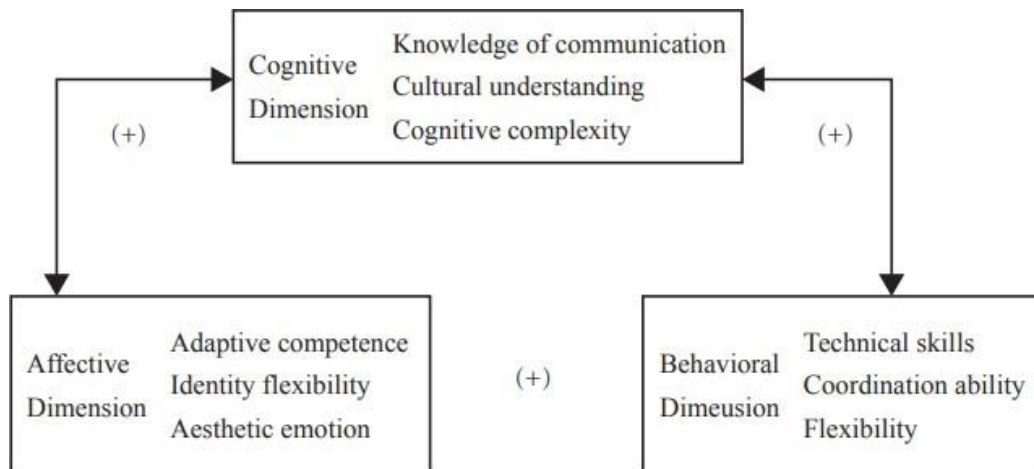 Cognitive
Dimension
Knowledge of communication
Cultural understanding
Cognitive complexity
(+)
(+)
Affective
Dimension
Adaptive competence
Identity flexibility
Aesthetic emotion
(+)
Behavioral
Dimeusion
Technical skills
Coordination ability
Flexibility